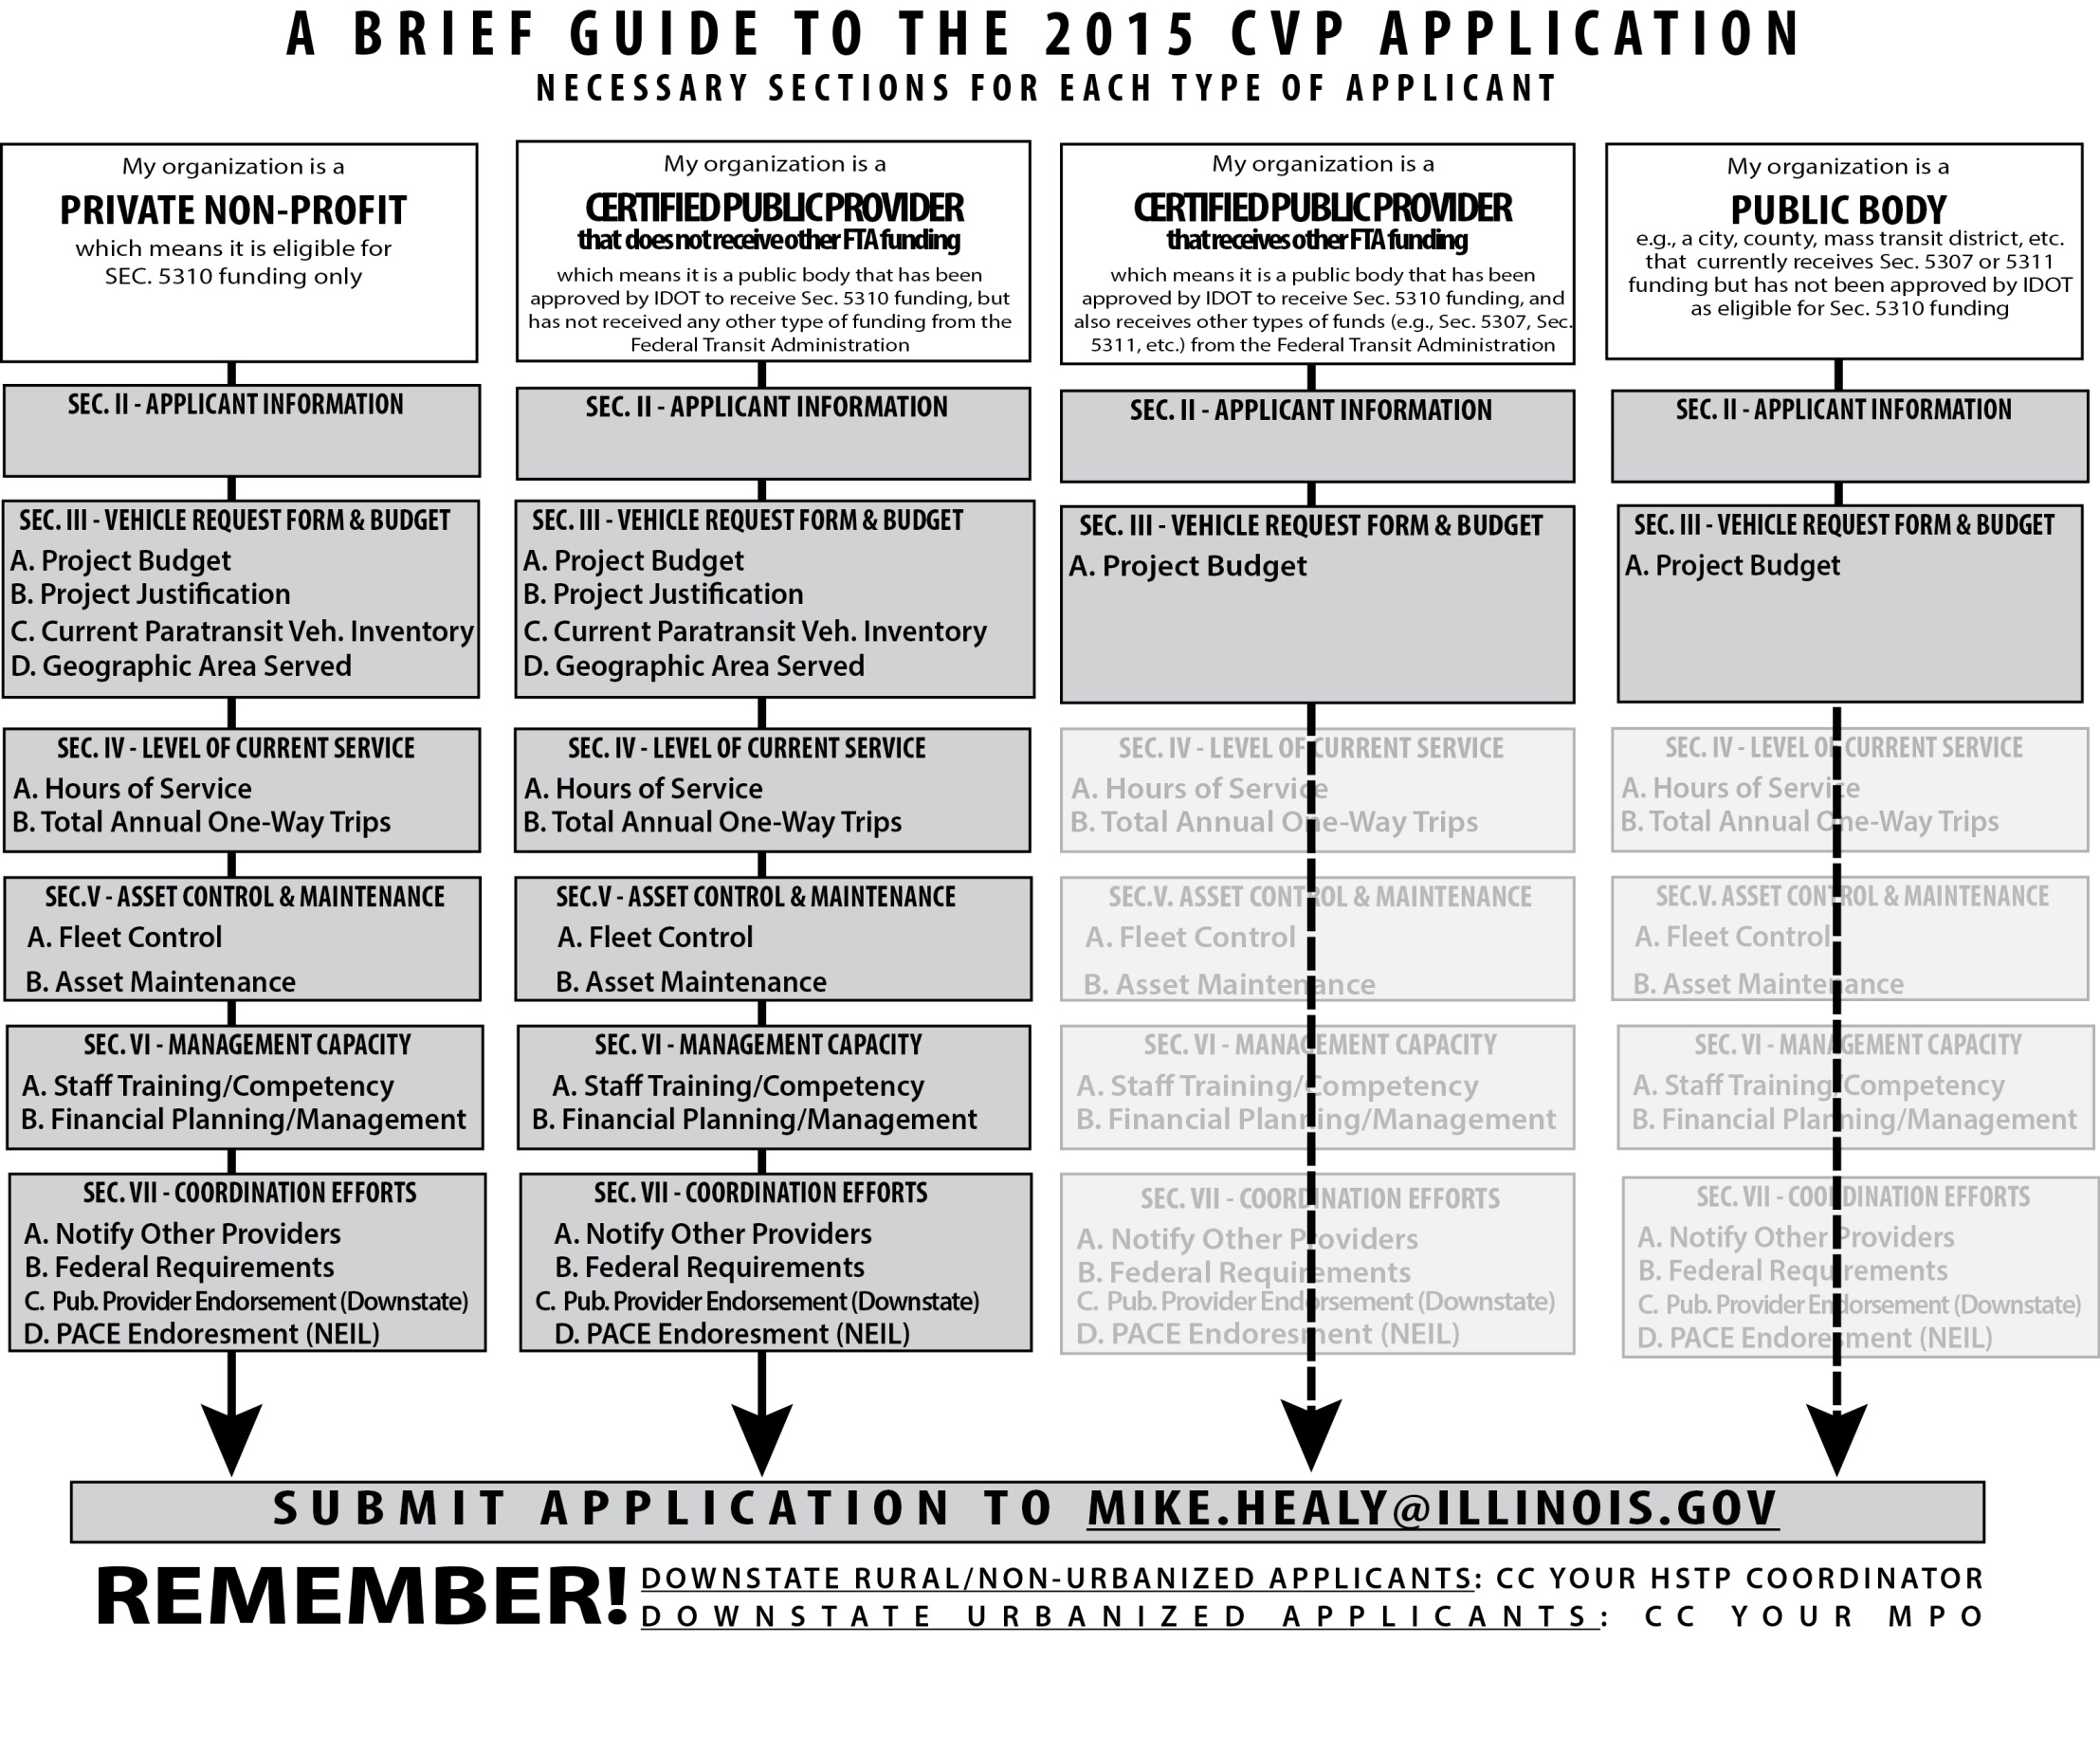 A BRIEF GUIDE TO THE 2015 CVP APPLICATION
NECESSARY SECTIONS FOR EACH TYPE OF APPLICANT
My organization is a
PRIVATE NON-PROFIT
which means it is eligible for
SEC. 5310 funding only
SEC. II - APPLICANT INFORMATION
SEC. III - VEHICLE REQUEST FORM & BUDGET
A. Project Budget
B. Project Justification
C. Current Paratransit Veh. Inventory
D. Geographic Area Served
SEC. IV - LEVEL OF CURRENT SERVICE
A. Hours of Service
B. Total Annual One-Way Trips
SEC.V - ASSET CONTROL & MAINTENANCE
A. Fleet Control
B. Asset Maintenance
SEC. VI - MANAGEMENT CAPACITY
A. Staff Training/Competency
B. Financial Planning/Management
SEC. VII - COORDINATION EFFORTS
A. Notify Other Providers
B. Federal Requirements
C. Pub. Provider Endorsement (Downstate)
D. PACE Endoresment (NEIL)
My organization is a
CERTIFIED PUBLIC PROVIDER
that does not receive other FTA funding
which means it is a public body that has been
approved by IDOT to receive Sec. 5310 funding, but
has not received any other type of funding from the
Federal Transit Administration
SEC. II - APPLICANT INFORMATION
SEC. III - VEHICLE REQUEST FORM & BUDGET
A. Project Budget
B. Project Justification
C. Current Paratransit Veh. Inventory
D. Geographic Area Served
SEC. IV - LEVEL OF CURRENT SERVICE
A. Hours of Service
B. Total Annual One-Way Trips
SEC.V - ASSET CONTROL & MAINTENANCE
A. Fleet Control
B. Asset Maintenance
SEC. VI - MANAGEMENT CAPACITY
A. Staff Training/Competency
B. Financial Planning/Management
SEC. VII - COORDINATION EFFORTS
A. Notify Other Providers
B. Federal Requirements
C. Pub. Provider Endorsement (Downstate)
D. PACE Endoresment (NEIL)
My organization is a
CERTIFIED PUBLIC PROVIDER
that receives other FTA funding
which means it is a public body that has been
approved by IDOT to receive Sec. 5310 funding, and
also receives other types of funds (e.g., Sec. 5307, Sec.
5311, etc.) from the Federal Transit Administration
SEC. II - APPLICANT INFORMATION
SEC. III - VEHICLE REQUEST FORM & BUDGET
A. Project Budget
SEC. IV - LEVEL OF CURRENT SERVICE
A. Hours of Service
B. Total Annual One-Way Trips
SEC.V. ASSET CONTROL & MAINTENANCE
A. Fleet Control
B. Asset Maintenance
SEC. VI - MANAGEMENT CAPACITY
A. Staff Training/Competency
B. Financial Planning/Management
SEC. VII - COORDINATION EFFORTS
A. Notify Other Providers
B. Federal Requirements
C. Pub. Provider Endorsement (Downstate)
D. PACE Endoresment (NEIL)
My organization is a
PUBLIC BODY
e.g., a city, county, mass transit district, etc.
that currently receives Sec. 5307 or 5311
funding but has not been approved by IDOT
as eligible for Sec. 5310 funding
SEC. II - APPLICANT INFORMATION
SEC. III - VEHICLE REQUEST FORM & BUDGET
A. Project Budget
SEC. IV - LEVEL OF CURRENT SERVICE
A. Hours of Service
B. Total Annual One-Way Trips
SEC.V. ASSET CONTROL & MAINTENANCE
A. Fleet Control
B. Asset Maintenance
SEC. VI - MANAGEMENT CAPACITY
A. Staff Training/Competency
B. Financial Planning/Management
SEC. VII - COORDINATION EFFORTS
A. Notify Other Providers
B. Federal Requirements
C. Pub. Provider Endorsement (Downstate)
D. PACE Endoresment (NEIL)
SUBMIT APPLICATION TO MIKE.HEALY@ILLINOIS.GOV
REMEMBER!
DOWNSTATE RURAL/NON-URBANIZED APPLICANTS: CC YOUR HSTP COORDINATOR
DOWNSTATE URBANIZED APPLICANTS: CC YOUR MPO